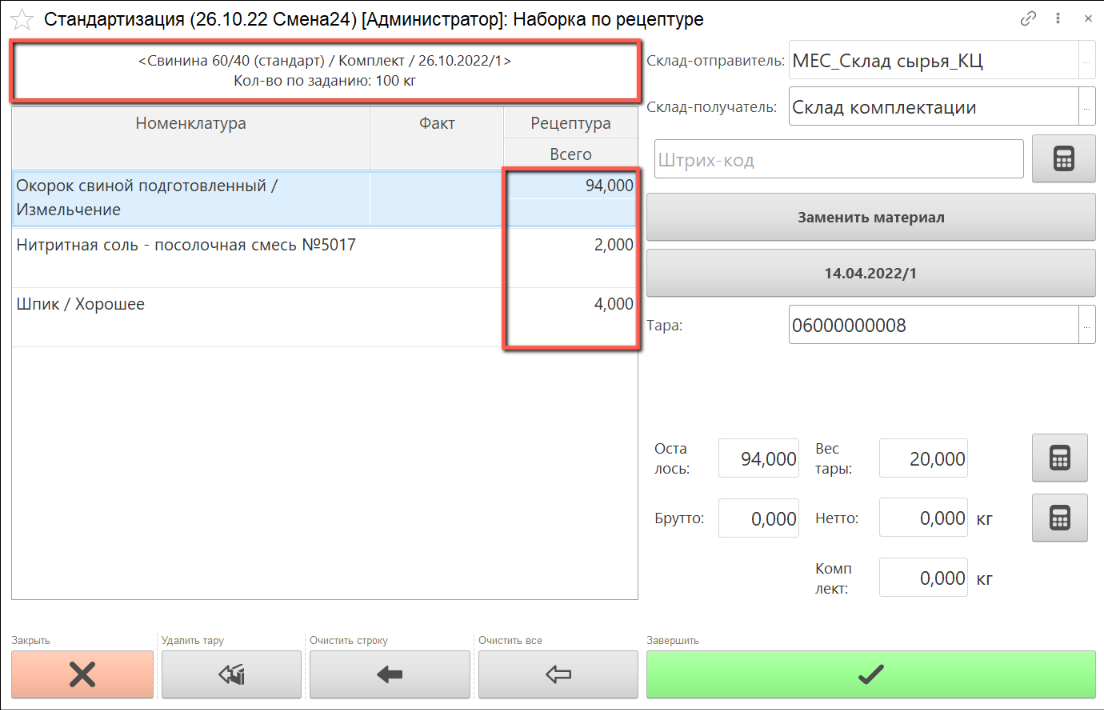 Стандартизация (26.10.22 Смена24) [Администратор]: Наборка по рецептуре
<Свинина 60/40 (стандарт) / Комплект / 26.10.2022/1>
Кол-во по заданию: 100 кг
Номенклатура Факт Рецептура
Всего
Окорок свиной подготовленный /
Измельчение
94,000
Нитритная соль - посолочная смесь №5017 2,000
Шпик / Хорошее 4,000
Склад-отправитель: МЕС_Склад сырья_КЦ ...
Склад-получатель: Склад комплектации ...
Штрих-код
Заменить материал
14.04.2022/1
Тара: 06000000008 ...
Оста
лось:
94,000
Вес
тары:
20,000
Брутто: 0,000 Нетто: 0,000 кг
Комп
лект:
0,000 кг
Закрыть Удалить тару Очистить строку Очистить все Завершить